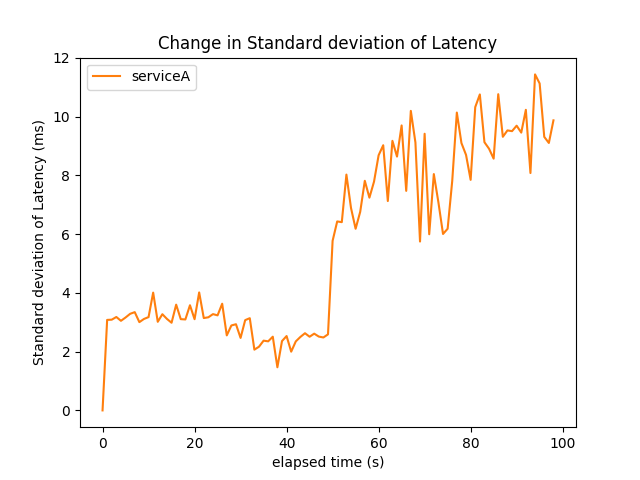 Change in Standard deviation of Latency
serviceA
Standard deviation of Latency (ms)
12
10
8
6
4
2
0
0 20 40 60 80 100
elapsed time (s)